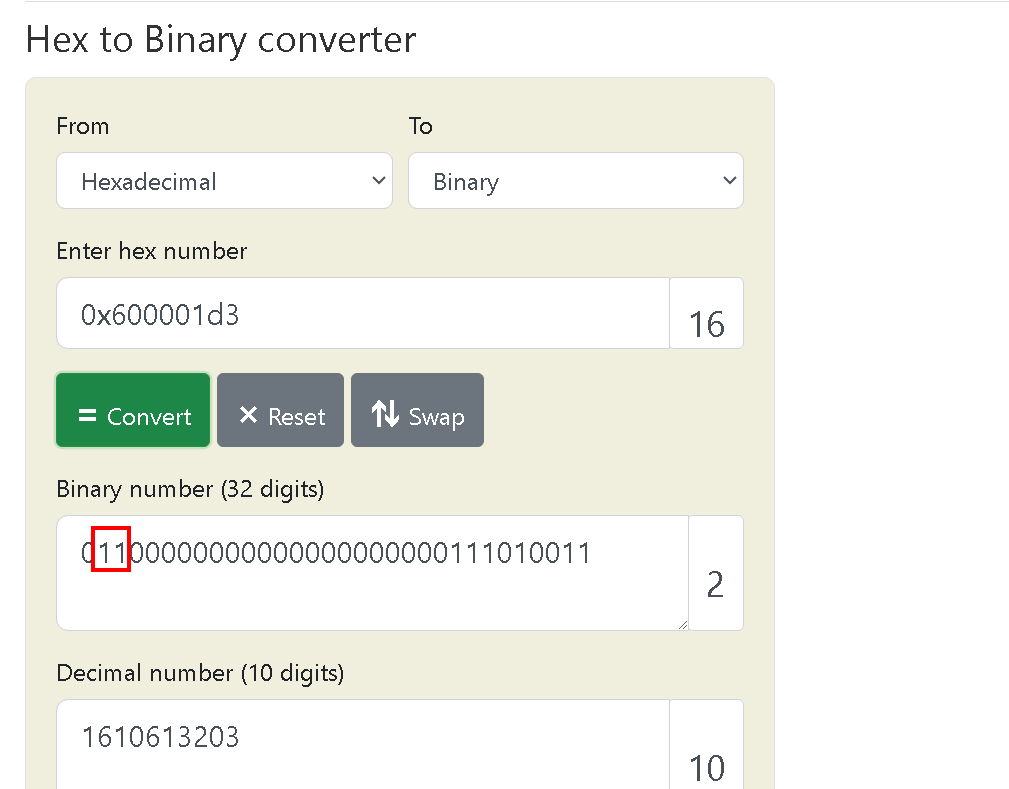 Hex to Binary converter
From To
Hexadecimal Binary
Enter hex number
0x600001d3 16
= Convert × Reset Swap
Binary number (32 digits)
01100000000000000000000111010011 2
Decimal number (10 digits)
1610613203 10